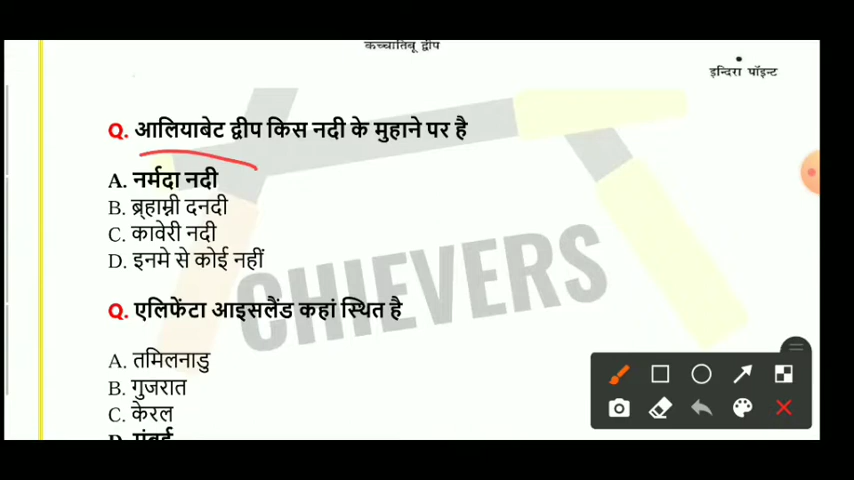 कच्चातिबू द्वीप
इन्दिरा पॉइन्ट
Q. आलियाबेट द्वीप किस नदी के मुहाने पर है
A. नर्मदा नदी
B. ब्र्हाम्नी दनदी
C. कावेरी नदी
D. इनमे से कोई नहीं
CHIEVERS
Q. एलिफेंटा आइसलैंड कहां स्थित है
A. तमिलनाडु
B. गुजरात
C. केरल
D. मुंबई